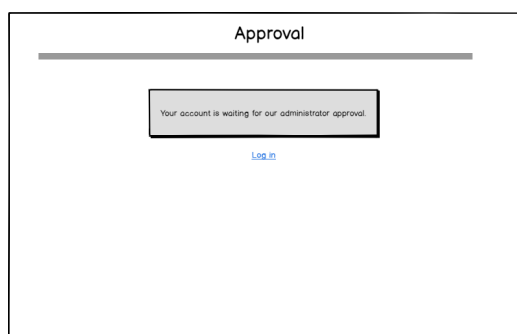 Approval
Your account is waiting for our administrator approval.
Log in